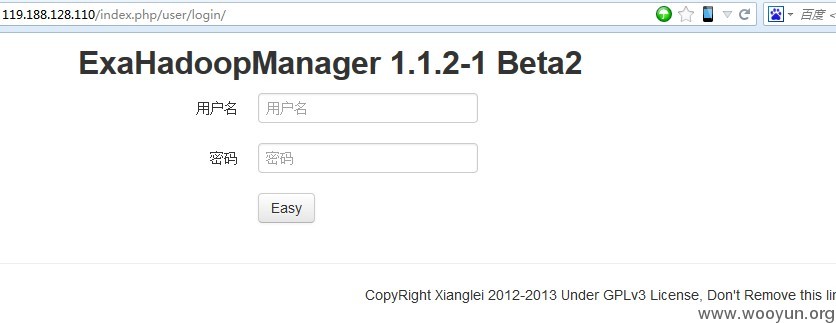 119.188.128.110/index.php/user/login/
百度 <
ExaHadoopManager 1.1.2-1 Beta2
用户名 用户名
密码 密码
Easy
CopyRight Xianglei 2012-2013 Under GPLv3 License, Don't Remove this lin
www.wooyun.org